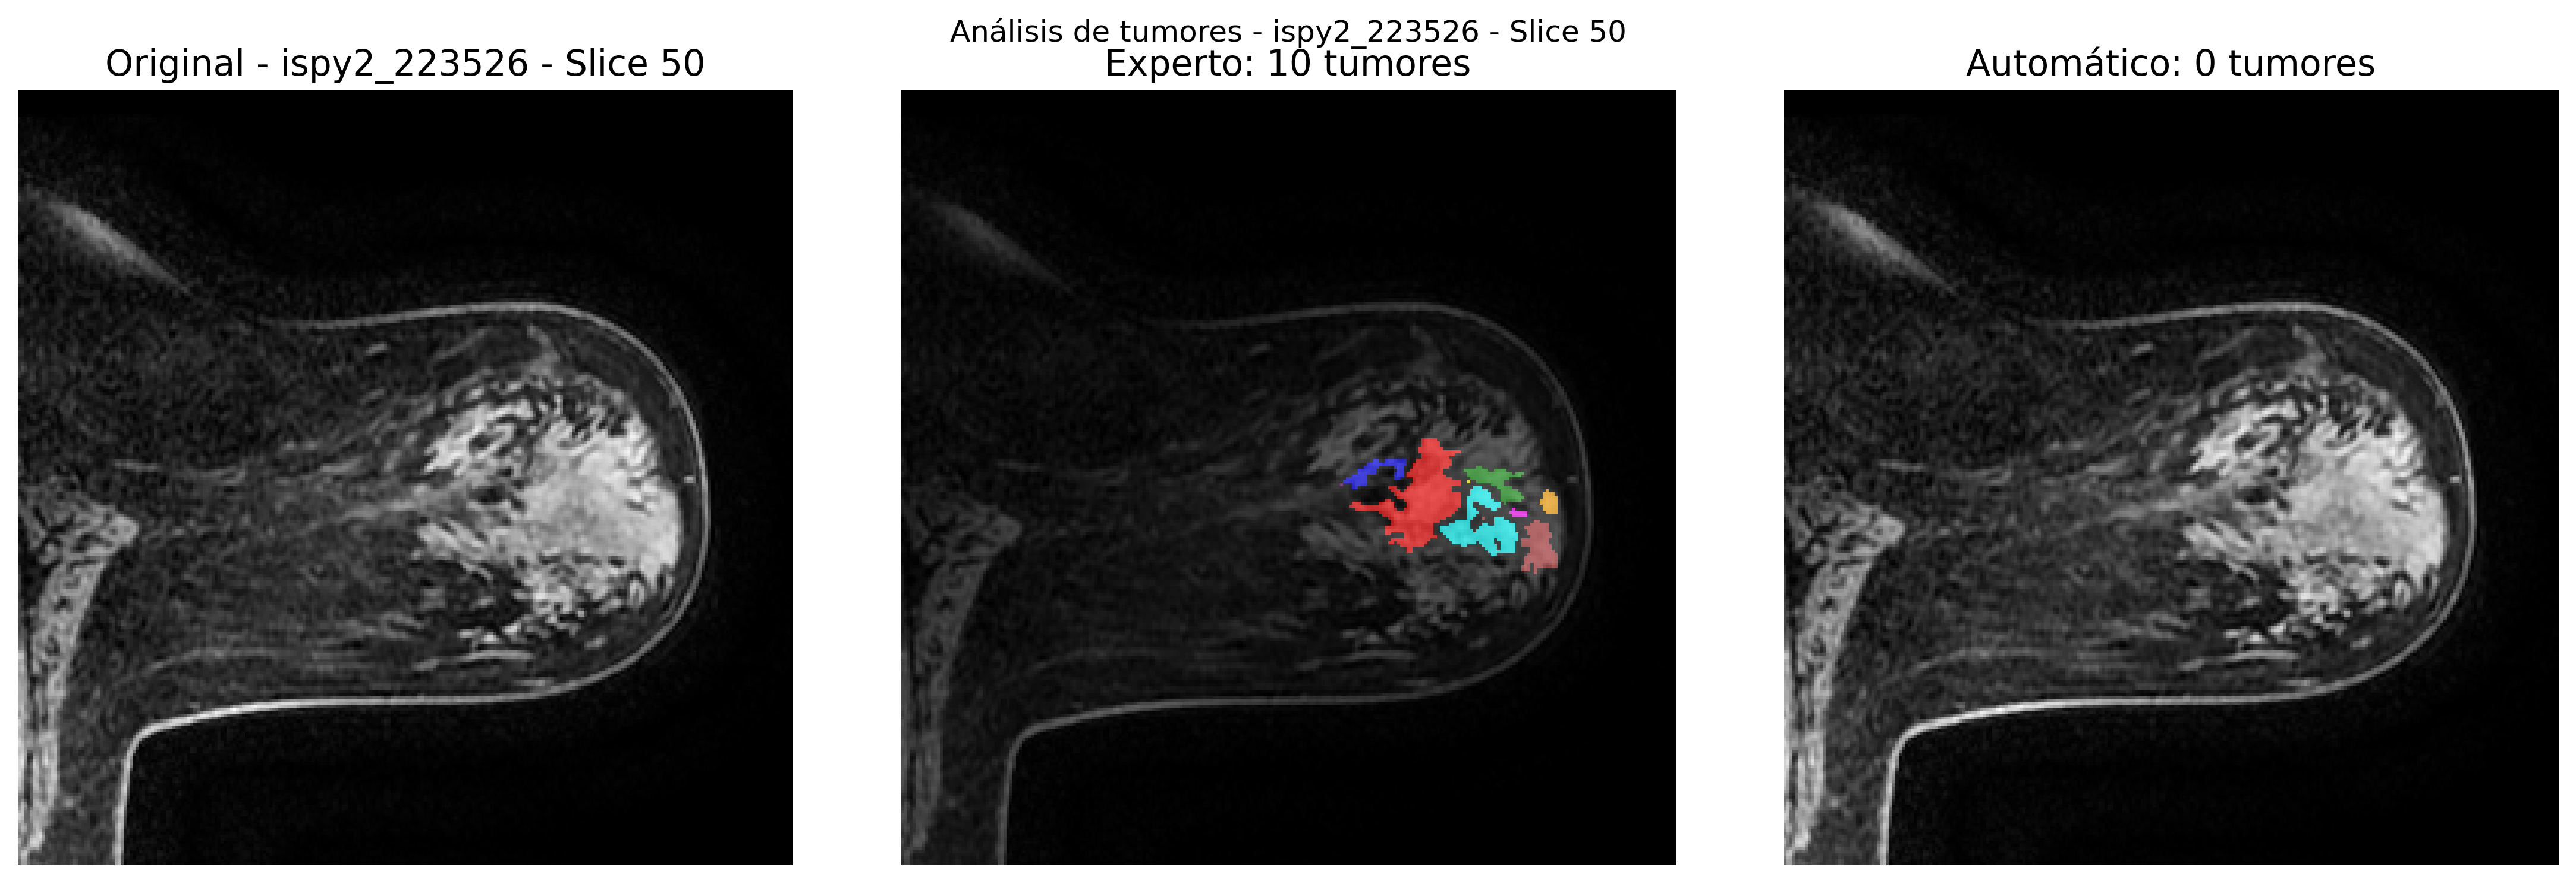 Análisis de tumores - ispy2_223526 - Slice 50
Original - ispy2_223526 - Slice 50
Experto: 10 tumores
Automático: 0 tumores